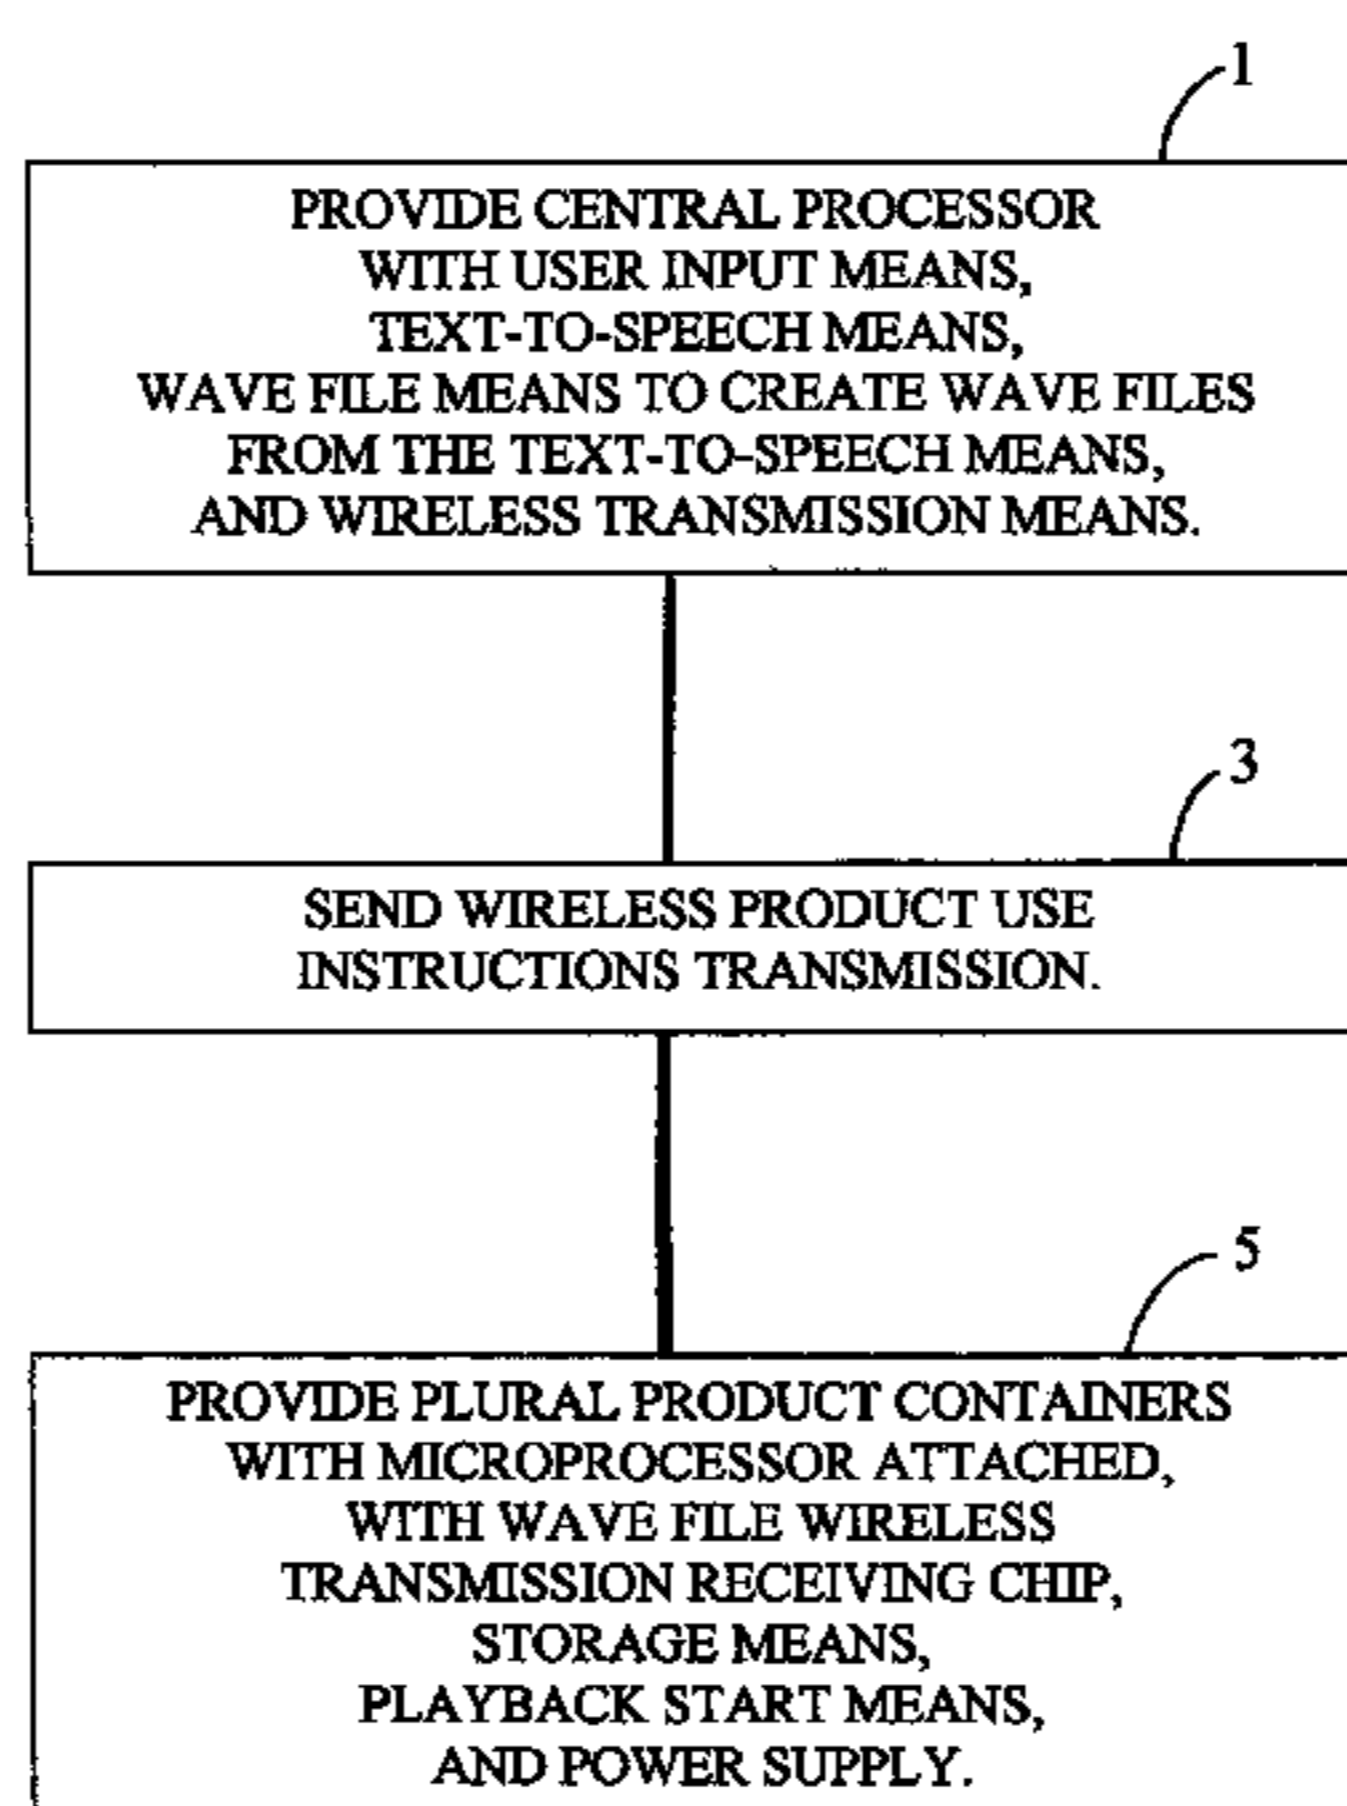 1
PROVIDE CENTRAL PROCESSOR
WITH USER INPUT MEANS,
TEXT-TO-SPEECH MEANS,
WAVE FILE MEANS TO CREATE WAVE FILES
FROM THE TEXT-TO-SPEECH MEANS,
AND WIRELESS TRANSMISSION MEANS.
3
SEND WIRELESS PRODUCT USE
INSTRUCTIONS TRANSMISSION.
5
PROVIDE PLURAL PRODUCT CONTAINERS
WITH MICROPROCESSOR ATTACHED,
WITH WAVE FILE WIRELESS
TRANSMISSION RECEIVING CHIP,
STORAGE MEANS,
PLAYBACK START MEANS,
AND POWER SUPPLY.